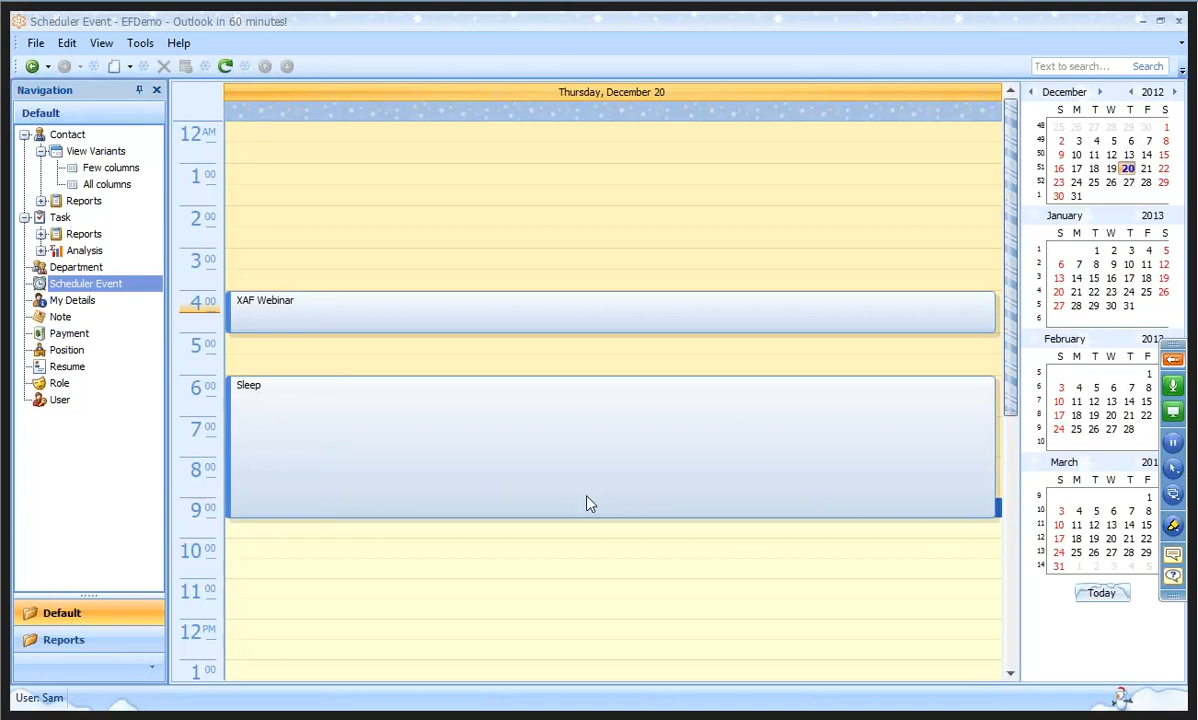 Scheduler Event - EFDemo - Outlook in 60 minutes!
File Edit View Tools Help
Text to search... Search
Navigation
Default
Contact
View Variants
Few columns
All columns
Reports
Task
Reports
Analysis
Department
Scheduler Event
My Details
Note
Payment
Position
Resume
Role
User
Default
Reports
User: Sam
Thursday, December 20
12 AM
1 00
2 00
3 00
4 00
XAF Webinar
5 00
6 00
Sleep
7 00
8 00
9 00
10 00
11 00
12 PM
1 00
December 2012
S M T W T F S
48 25 26 27 28 29 30 1
49 2 3 4 5 6 7 8
50 9 10 11 12 13 14 15
51 16 17 18 19 20 21 22
52 23 24 25 26 27 28 29
1 30 31
January 2013
S M T W T F S
1 1 2 3 4 5
2 6 7 8 9 10 11 12
3 13 14 15 16 17 18 19
4 20 21 22 23 24 25 26
5 27 28 29 30 31
6
February
S M T W T F S
5 1
6 3 4 5 6 7 8
7 10 11 12 13 14 15
8 17 18 19 20 21 22
9 24 25 26 27 28
10
March 201
S M T W T F S
9 1
10 3 4 5 6 7 8
11 10 11 12 13 14 15
12 17 18 19 20 21 22
13 24 25 26 27 28 29
14 31 1 2 3 4 5
Today